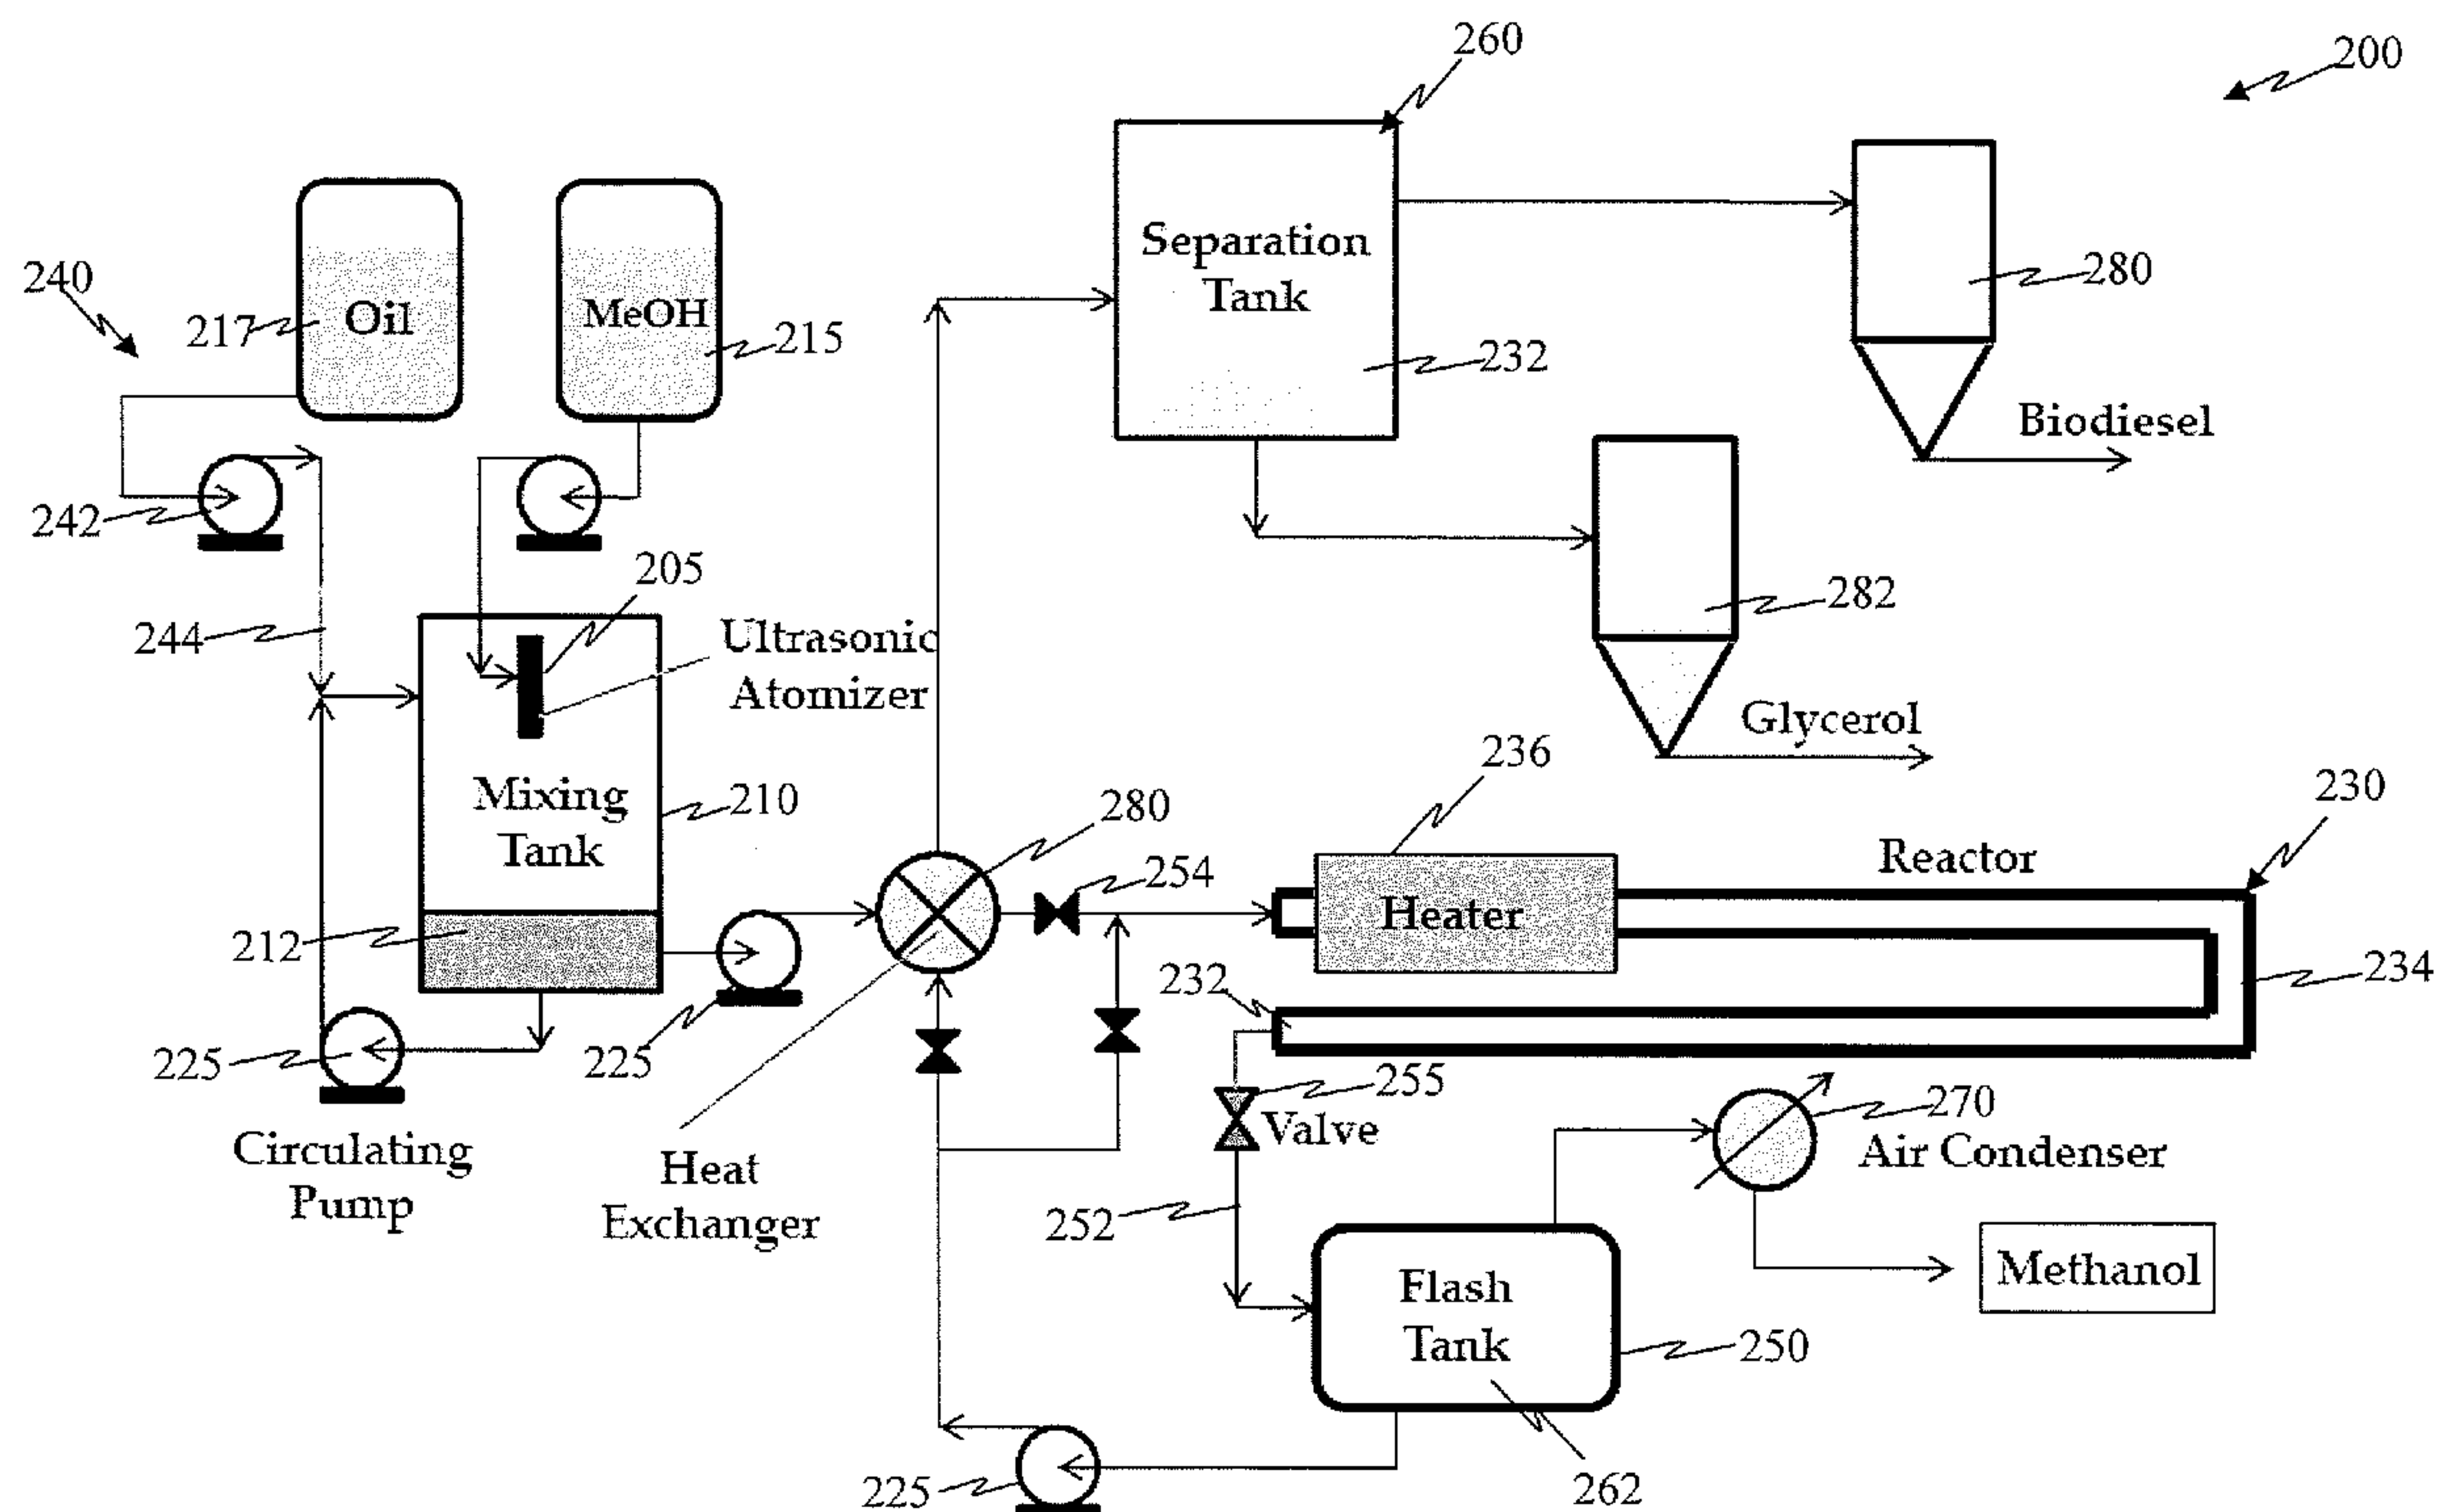 260
200
Separation
Tank
280
240
217
Oil
MeOH
215
232
Biodiesel
242
205
282
244
Ultrasonic
Atomizer
Glycerol
236
230
Mixing
Tank
210
280
254
Reactor
Heater
212
232
234
225
225
255
Valve
270
Air Condenser
Circulating
Pump
Heat
Exchanger
252
Flash
Tank
Methanol
250
225
262